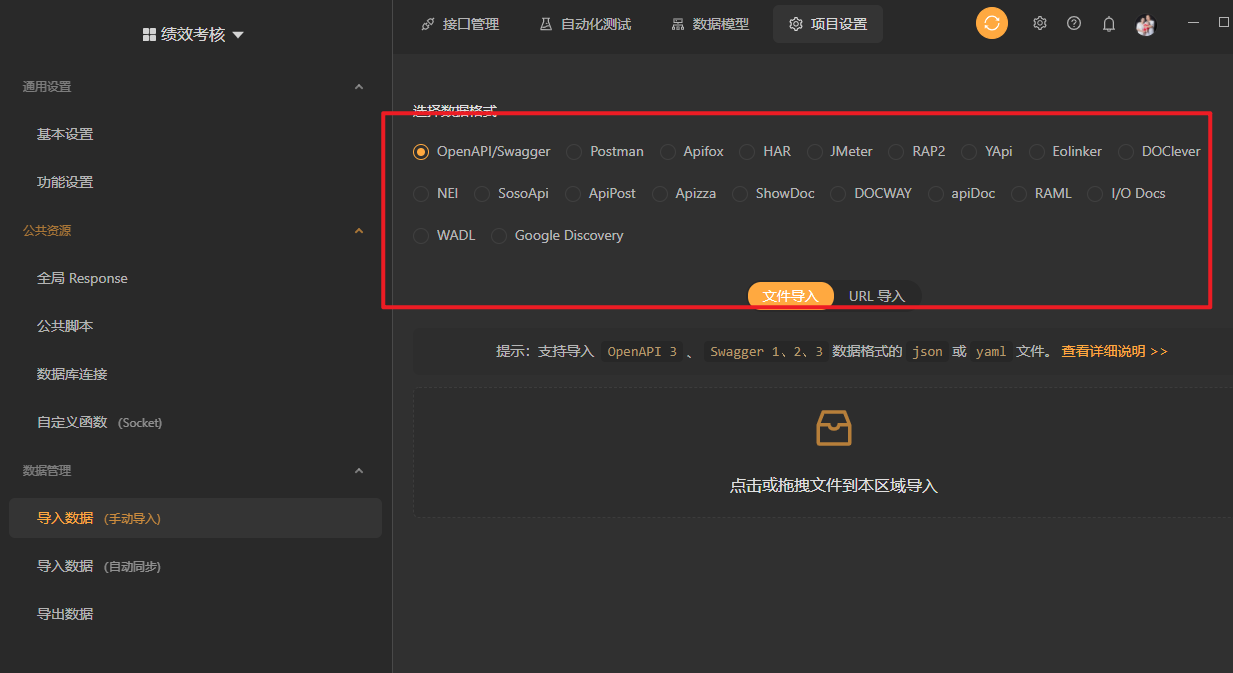 绩效考核
接口管理 自动化测试 数据模型 项目设置
通用设置
基本设置
功能设置
公共资源
全局 Response
公共脚本
数据库连接
自定义函数 (Socket)
数据管理
导入数据 (手动导入)
导入数据 (自动同步)
导出数据
选择数据格式
OpenAPI/Swagger Postman Apifox HAR JMeter RAP2 YApi Eolinker DOClever
NEI SosoApi ApiPost Apizza ShowDoc DOCWAY apiDoc RAML I/O Docs
WADL Google Discovery
文件导入 URL 导入
提示：支持导入 OpenAPI 3 、 Swagger 1、2、3 数据格式的 json 或 yaml 文件。 查看详细说明 >>
点击或拖拽文件到本区域导入